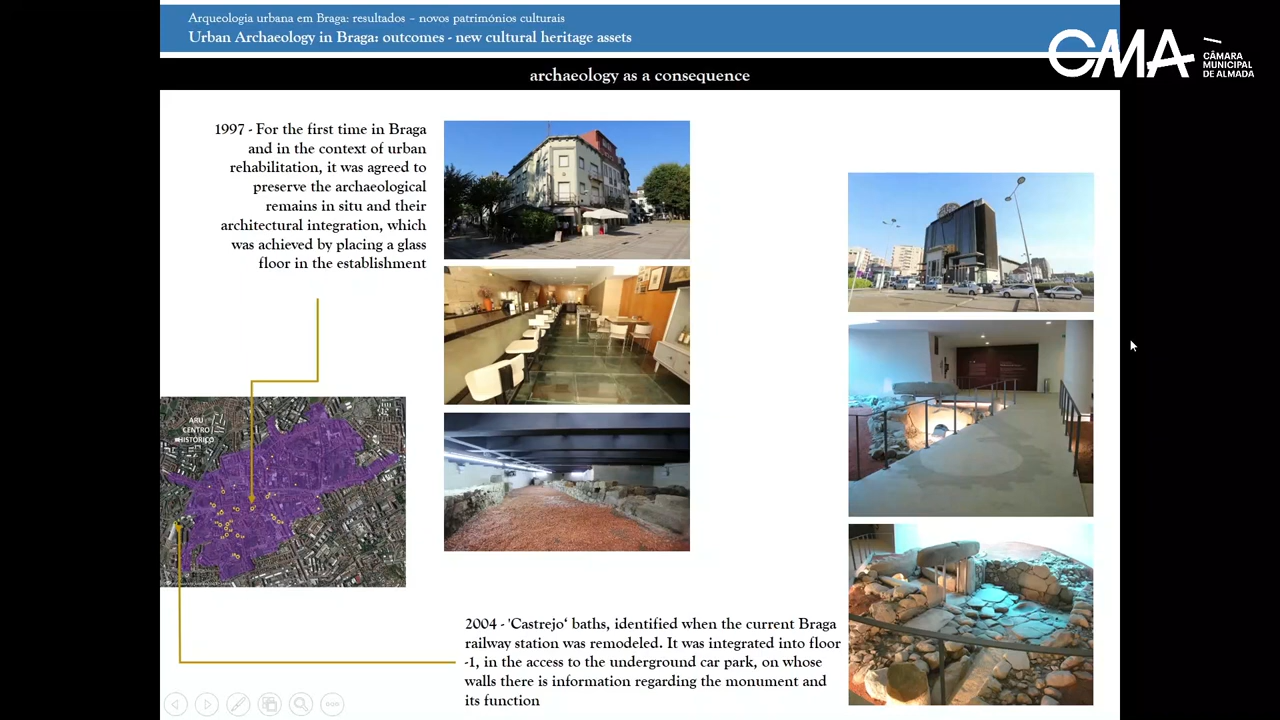 Arqueologia urbana em Braga: resultados – novos patrimónios culturais
Urban Archaeology in Braga: outcomes - new cultural heritage assets
CMA
CÂMARA
MUNICIPAL
DE ALMADA
archaeology as a consequence
1997 - For the first time in Braga
and in the context of urban
rehabilitation, it was agreed to
preserve the archaeological
remains in situ and their
architectural integration, which
was achieved by placing a glass
floor in the establishment
ARU
CENTRO
HISTÓRICO
2004 - 'Castrejo‘ baths, identified when the current Braga
railway station was remodeled. It was integrated into floor
-1, in the access to the underground car park, on whose
walls there is information regarding the monument and
its function